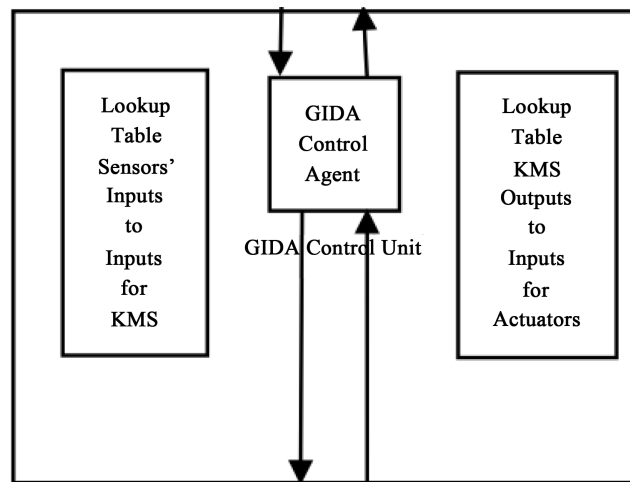 Lookup
Table
Sensors'
Inputs
to
Inputs
for
KMS
GIDA
Control
Agent
GIDA Control Unit
Lookup
Table
KMS
Outputs
to
Inputs
for
Actuators